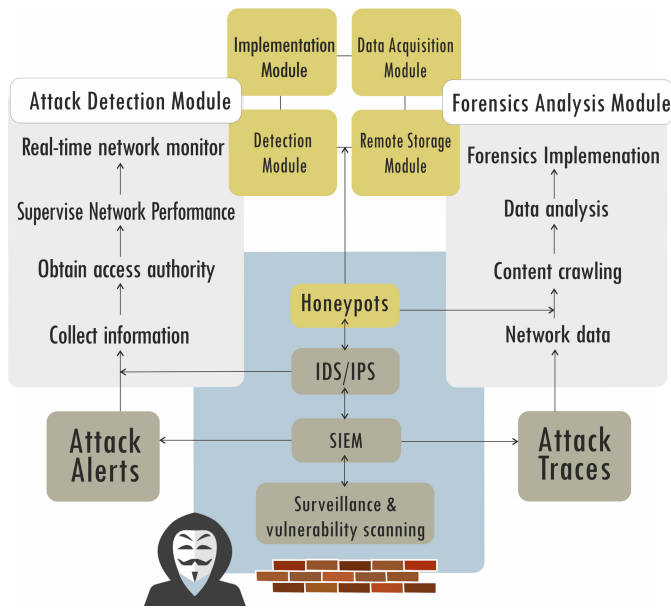 Implementation
Module
Data Acquisition
Module
Attack Detection Module
Forensics Analysis Module
Detection
Module
Remote Storage
Module
Real-time network monitor
Supervise Network Performance
Obtain access authority
Collect information
Forensics Implemenation
Data analysis
Content crawling
Network data
Honeypots
IDS/IPS
SIEM
Surveillance &
vulnerability scanning
Attack
Alerts
Attack
Traces